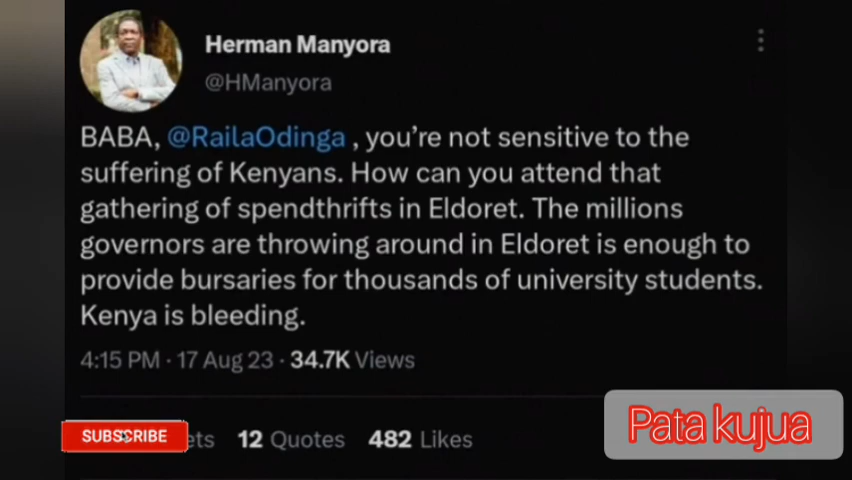 Herman Manyora
@HManyora
BABA, @RailaOdinga , you're not sensitive to the
suffering of Kenyans. How can you attend that
gathering of spendthrifts in Eldoret. The millions
governors are throwing around in Eldoret is enough to
provide bursaries for thousands of university students.
Kenya is bleeding.
4:15 PM · 17 Aug 23 · 34.7K Views
ets 12 Quotes 482 Likes
SUBSCRIBE
Pata kujua